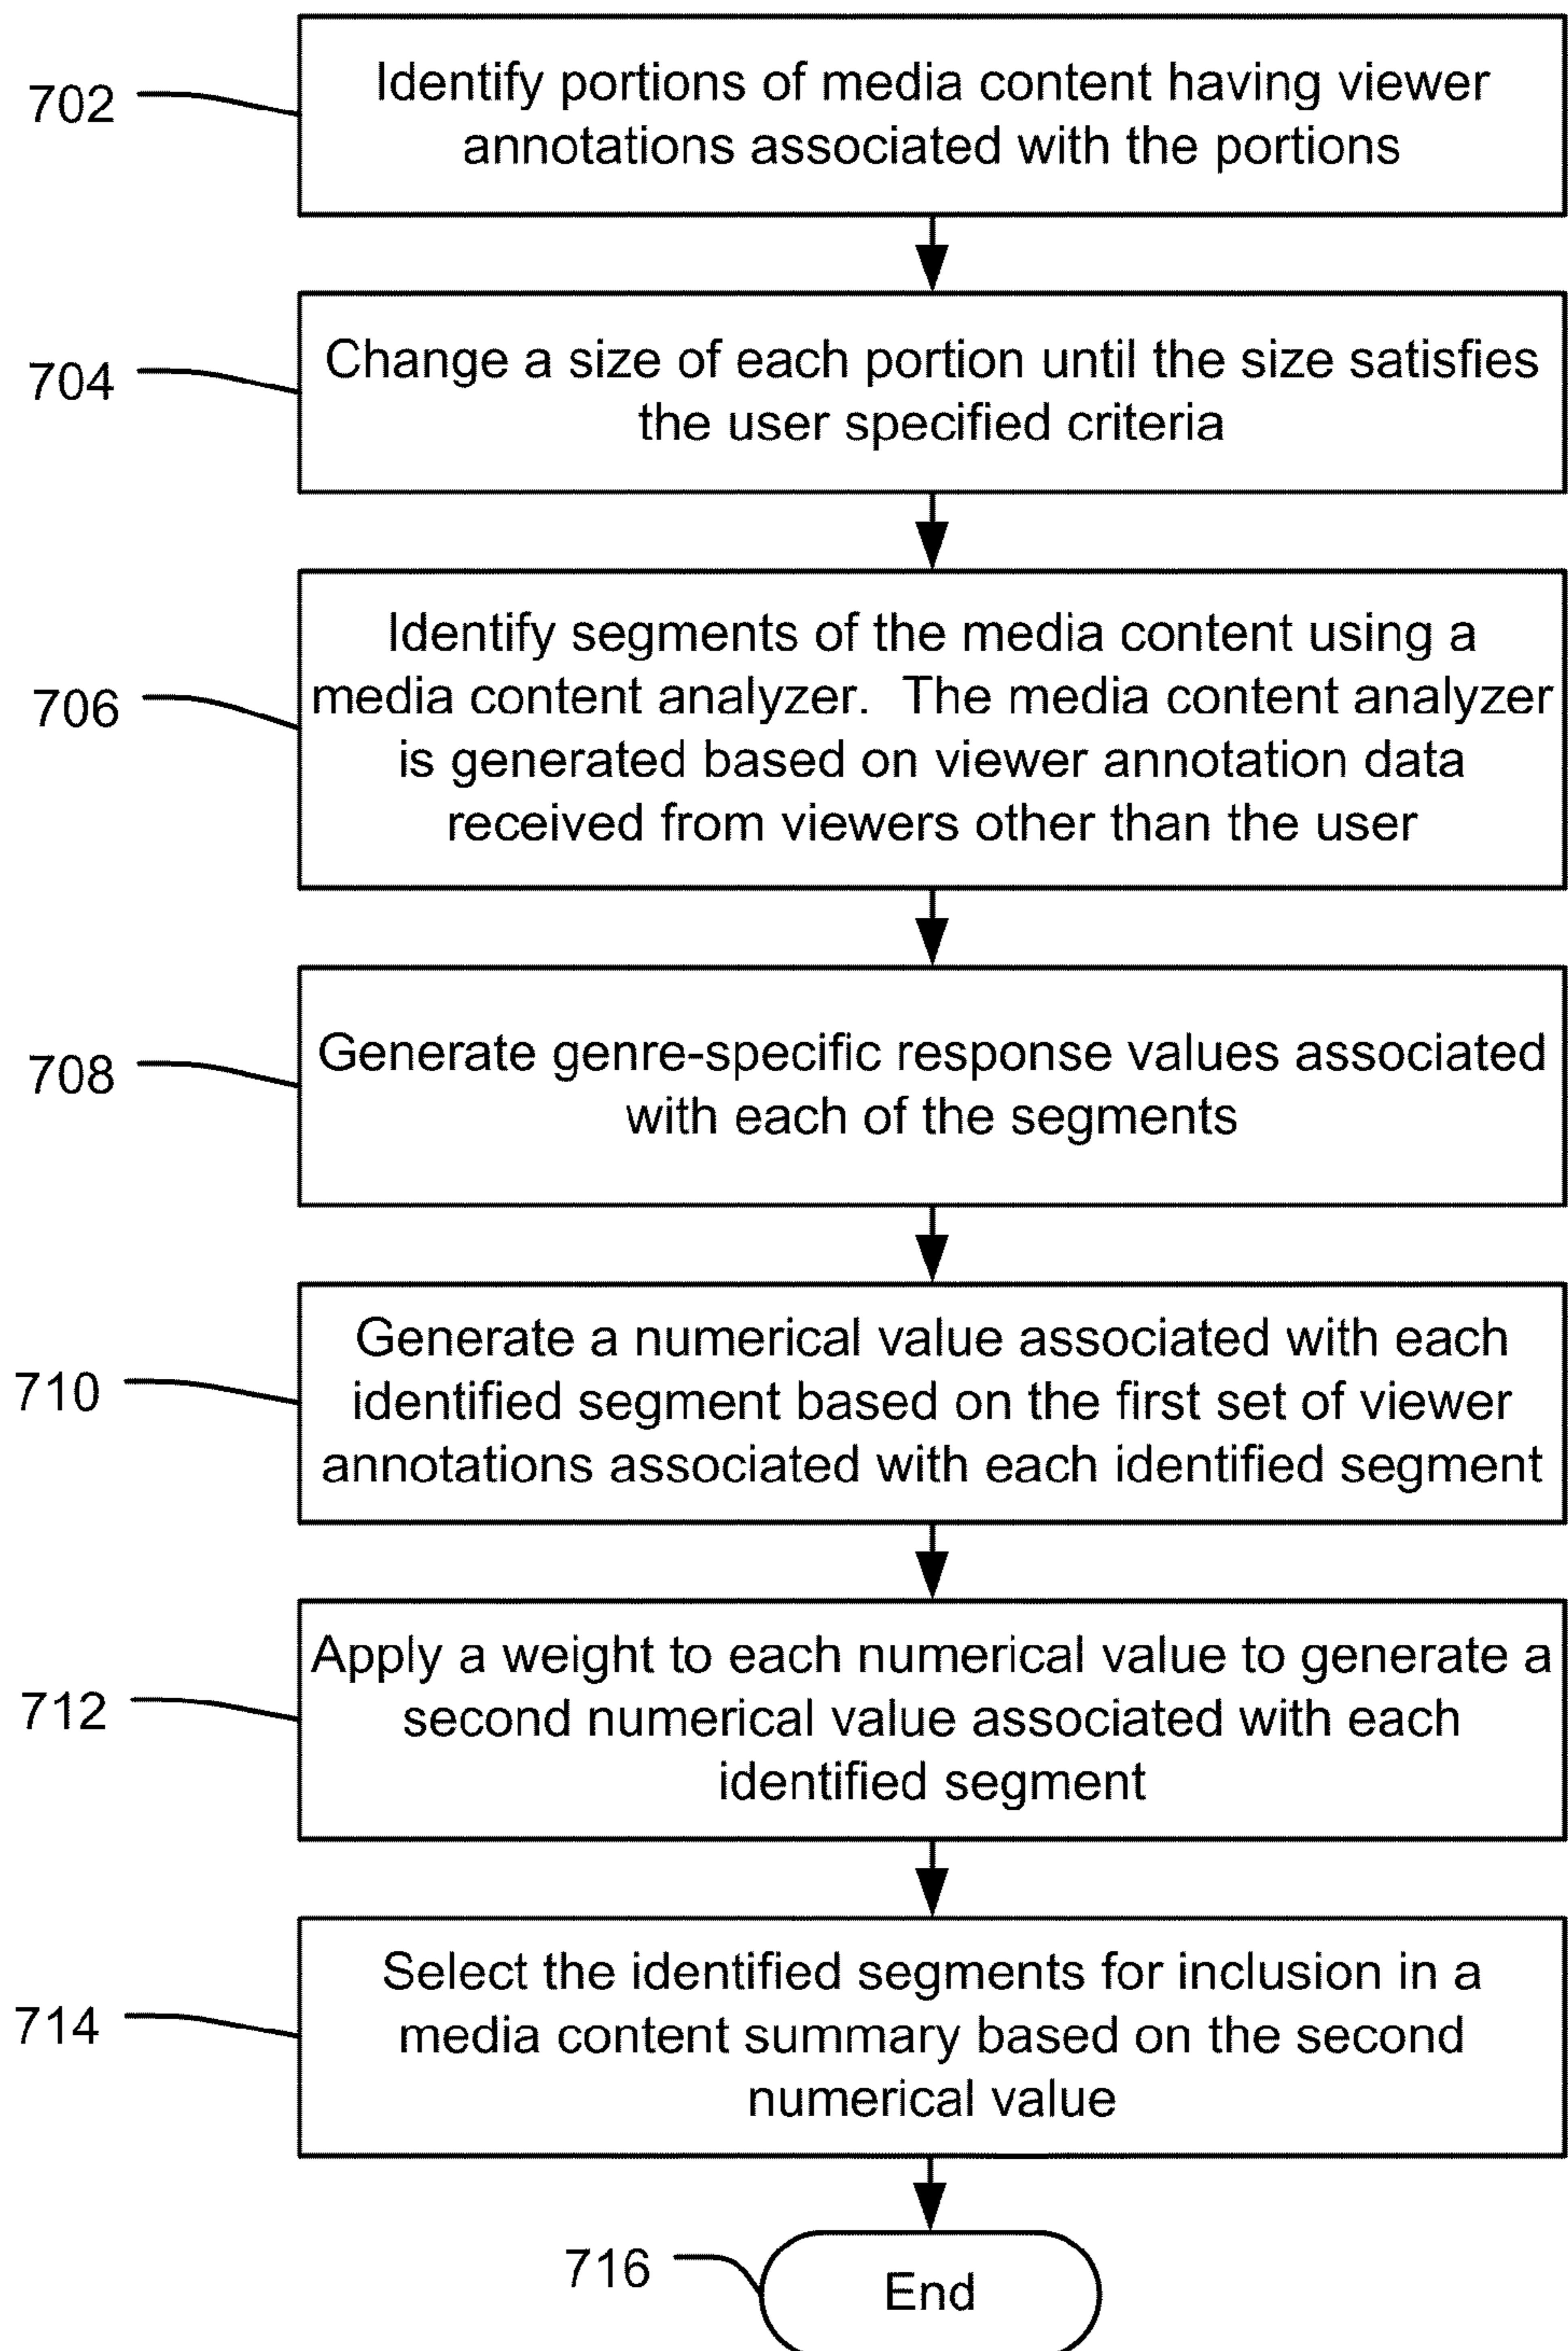 702
Identify portions of media content having viewer
annotations associated with the portions
704
Change a size of each portion until the size satisfies
the user specified criteria
706
Identify segments of the media content using a
media content analyzer.  The media content analyzer
is generated based on viewer annotation data
received from viewers other than the user
708
Generate genre-specific response values associated
with each of the segments
710
Generate a numerical value associated with each
identified segment based on the first set of viewer
annotations associated with each identified segment
712
Apply a weight to each numerical value to generate a
second numerical value associated with each
identified segment
714
Select the identified segments for inclusion in a
media content summary based on the second
numerical value
716
End